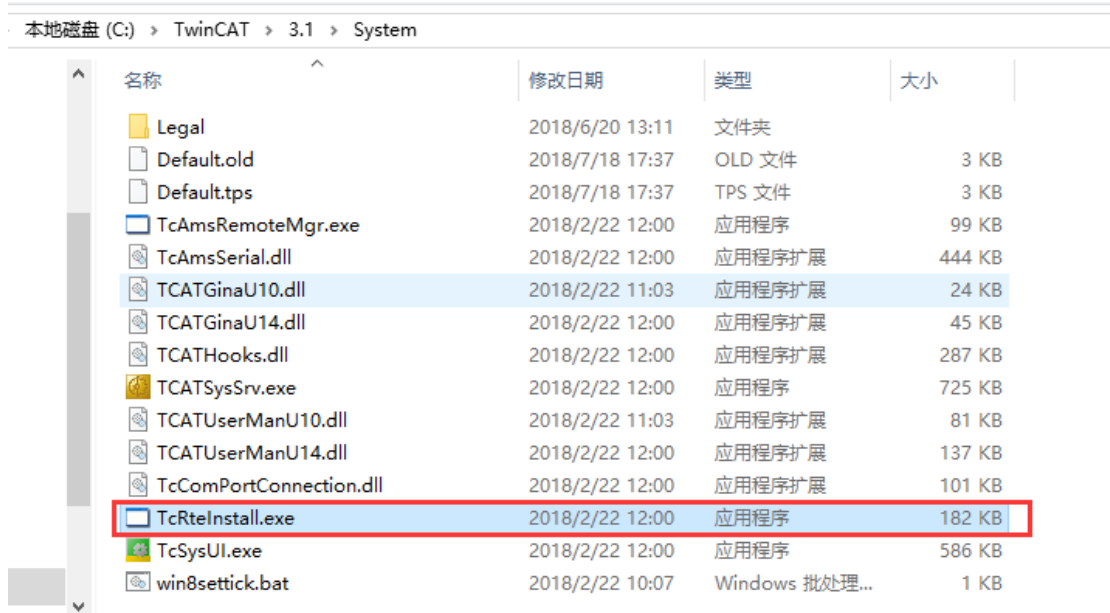 本地磁盘 (C:) › TwinCAT › 3.1 › System
名称 修改日期 类型 大小
Legal 2018/6/20 13:11 文件夹
Default.old 2018/7/18 17:37 OLD 文件 3 KB
Default.tps 2018/7/18 17:37 TPS 文件 3 KB
TcAmsRemoteMgr.exe 2018/2/22 12:00 应用程序 99 KB
TcAmsSerial.dll 2018/2/22 12:00 应用程序扩展 444 KB
TCATGinaU10.dll 2018/2/22 11:03 应用程序扩展 24 KB
TCATGinaU14.dll 2018/2/22 12:00 应用程序扩展 45 KB
TCATHooks.dll 2018/2/22 12:00 应用程序扩展 287 KB
TCATSysSrv.exe 2018/2/22 12:00 应用程序 725 KB
TCATUserManU10.dll 2018/2/22 11:03 应用程序扩展 81 KB
TCATUserManU14.dll 2018/2/22 12:00 应用程序扩展 137 KB
TcComPortConnection.dll 2018/2/22 12:00 应用程序扩展 101 KB
TcRteInstall.exe 2018/2/22 12:00 应用程序 182 KB
TcSysUI.exe 2018/2/22 12:00 应用程序 586 KB
win8settick.bat 2018/2/22 10:07 Windows 批处理... 1 KB